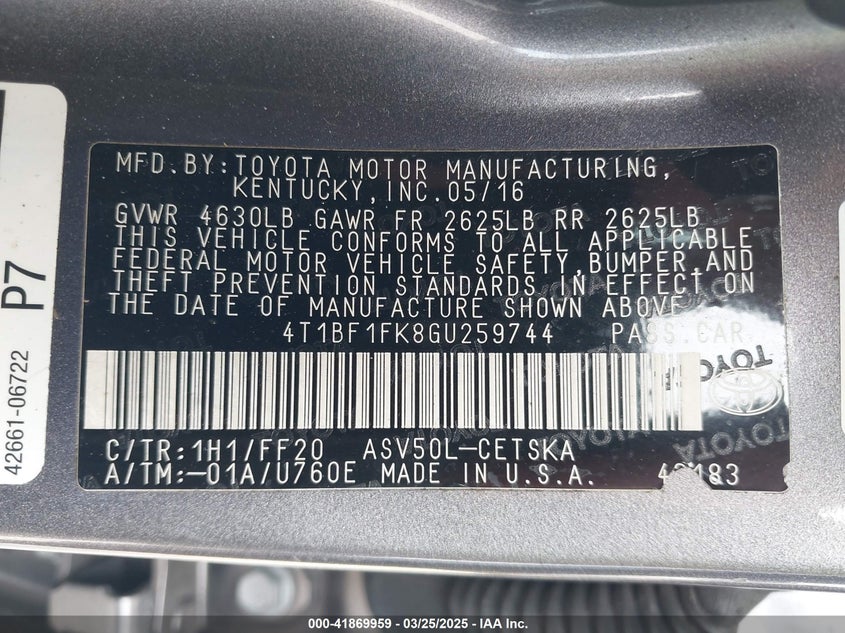 MFD.BY:TOYOTA MOTOR MANUFACTURING,
KENTUCKY,INC.05/16
GVWR 4630LB GAWR FR 2625LB RR 2625LB
THIS VEHICLE CONFORMS TO ALL APPLICABLE
FEDERAL MOTOR VEHICLE SAFETY,BUMPER,AND
THEFT PREVENTION STANDARDS IN EFFECT ON
THE DATE OF MANUFACTURE SHOWN ABOVE.
4T1BF1FK8GU259744 PASS.CAR
TOYOTA
C/TR:1H1/FF20 ASV50L-CETSKA
A/TM:-01A/U760E MADE IN U.S.A.
P7
42661-06722
000-41869959 - 03/25/2025 - IAA Inc.